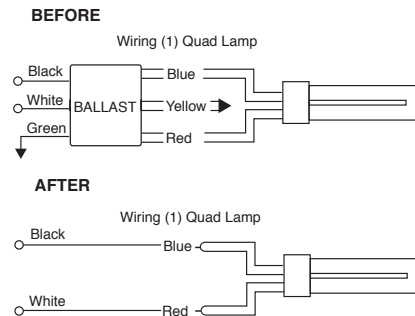 BEFORE
Wiring (1) Quad Lamp
Black
Blue
White
BALLAST
Yellow
Green
Red
AFTER
Wiring (1) Quad Lamp
Black
Blue
White
Red